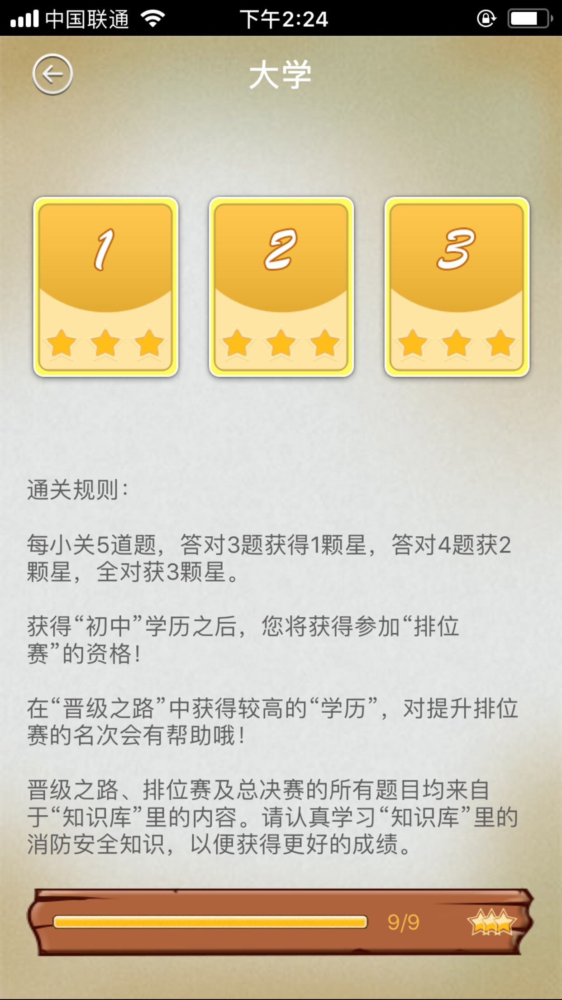 中国联通
下午2:24
大学
1
2
3
通关规则：
每小关5道题，答对3题获得1颗星，答对4题获2
颗星，全对获3颗星。
获得“初中”学历之后，您将获得参加“排位
赛”的资格！
在“晋级之路”中获得较高的“学历”，对提升排位
赛的名次会有帮助哦！
晋级之路、排位赛及总决赛的所有题目均来自
于“知识库”里的内容。请认真学习“知识库”里的
消防安全知识，以便获得更好的成绩。
9/9